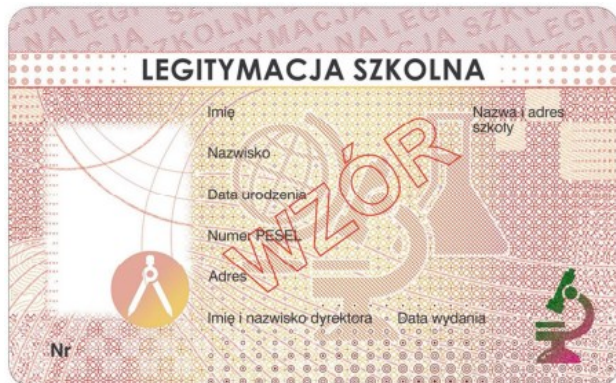 LEGITYMACJA SZKOLNA
Imię
Nazwa i adres
szkoły
Nazwisko
Data urodzenia
WZÓR
Numer PESEL
Adres
Imię i nazwisko dyrektora Data wydania
Nr